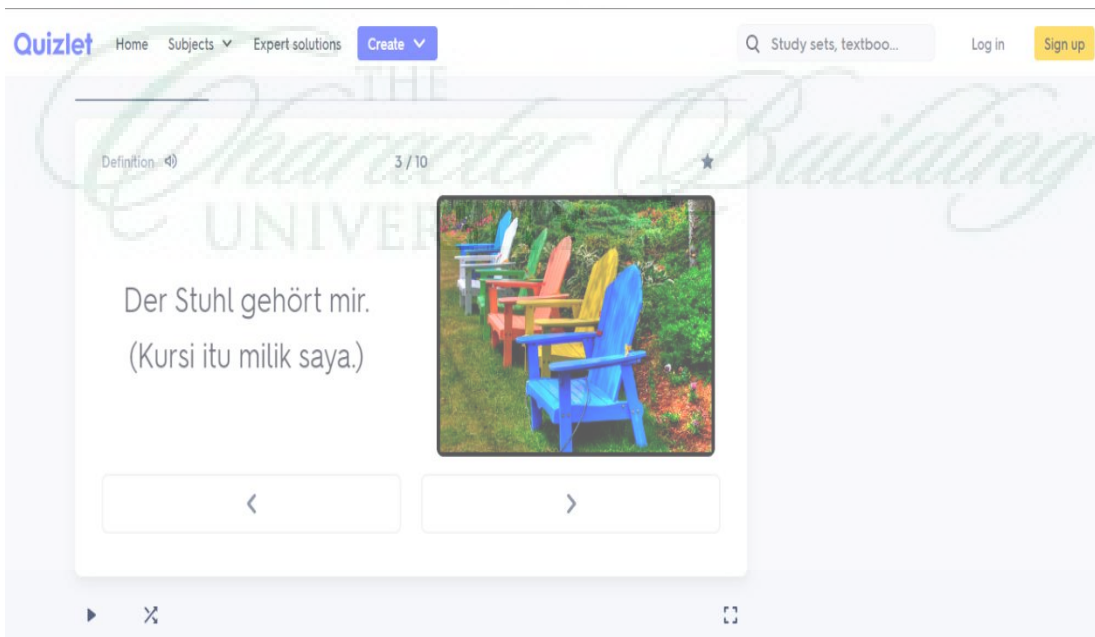 Quizlet Home Subjects Expert solutions Create Study sets, textboo... Log in Sign up
THE
Character Building
UNIVER
Definition 3 / 10
Der Stuhl gehört mir.
(Kursi itu milik saya.)